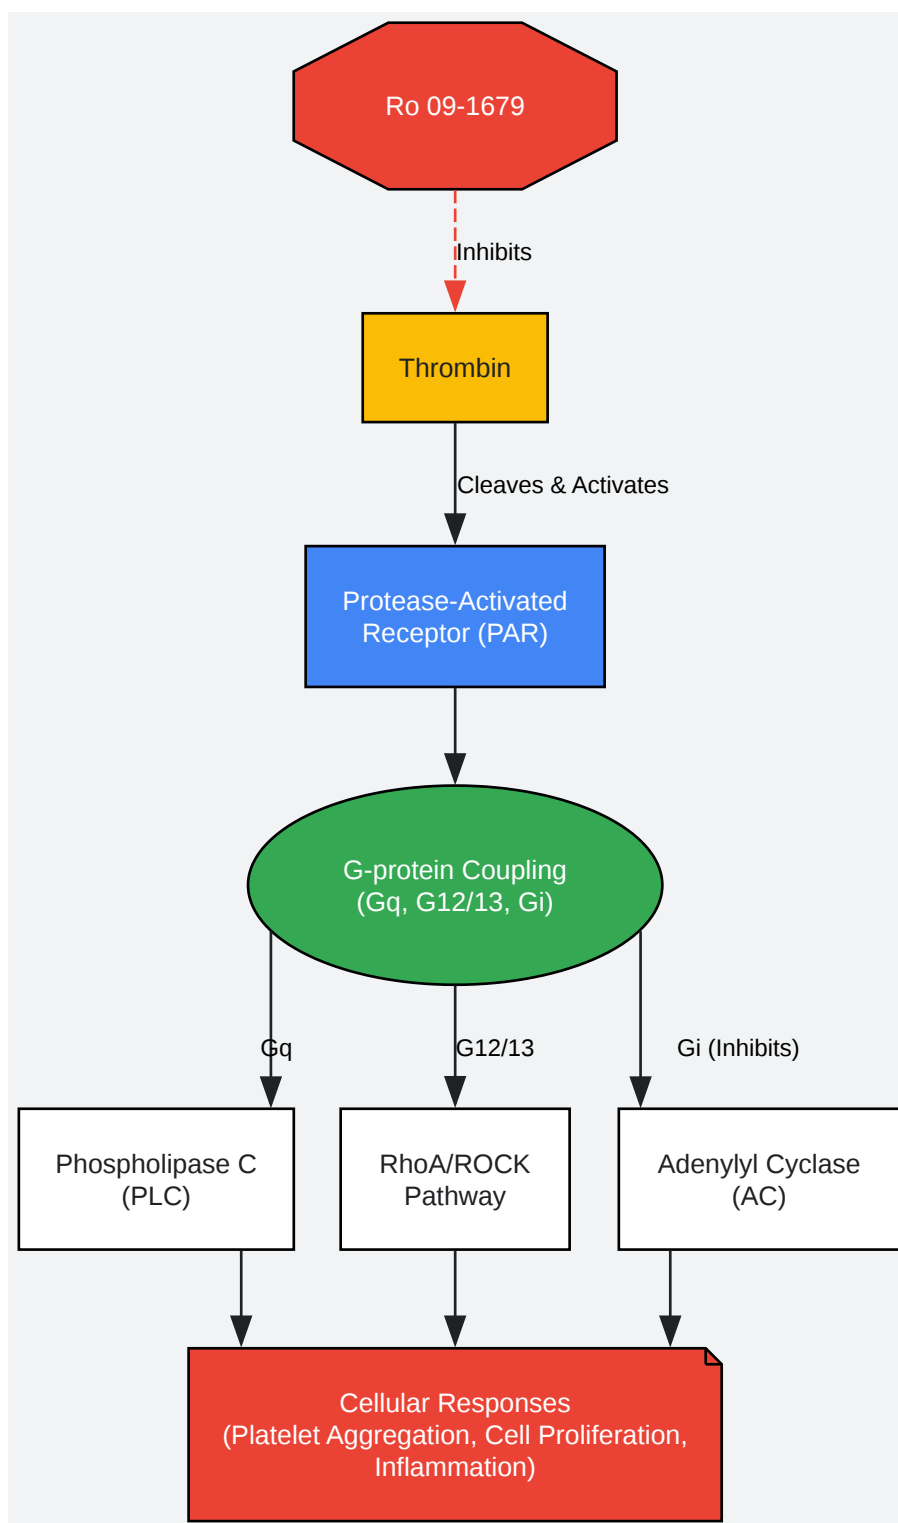 Ro 09-1679
Inhibits
Thrombin
Cleaves & Activates
Protease-Activated
Receptor (PAR)
G-protein Coupling
(Gq, G12/13, Gi)
Gq
G12/13
Gi (Inhibits)
Phospholipase C
(PLC)
RhoA/ROCK
Pathway
Adenylyl Cyclase
(AC)
Cellular Responses
(Platelet Aggregation, Cell Proliferation,
Inflammation)